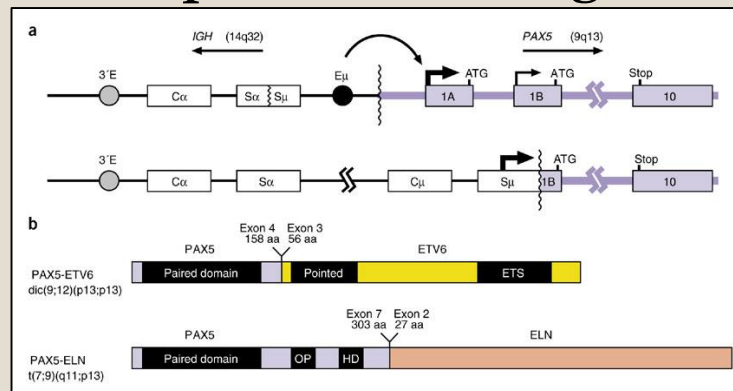 a
IGH (14q32)
PAX5 (9q13)
3´E
Cα
Sα
Sμ
Eμ
1A
ATG
1B
ATG
Stop
10
3´E
Cα
Sα
Cμ
Sμ
1B
ATG
Stop
10
b
PAX5
Exon 4
158 aa
Exon 3
56 aa
ETV6
PAX5-ETV6
dic(9;12)(p13;p13)
Paired domain
Pointed
ETS
PAX5
Exon 7
303 aa
Exon 2
27 aa
ELN
PAX5-ELN
t(7;9)(q11;p13)
Paired domain
OP
HD